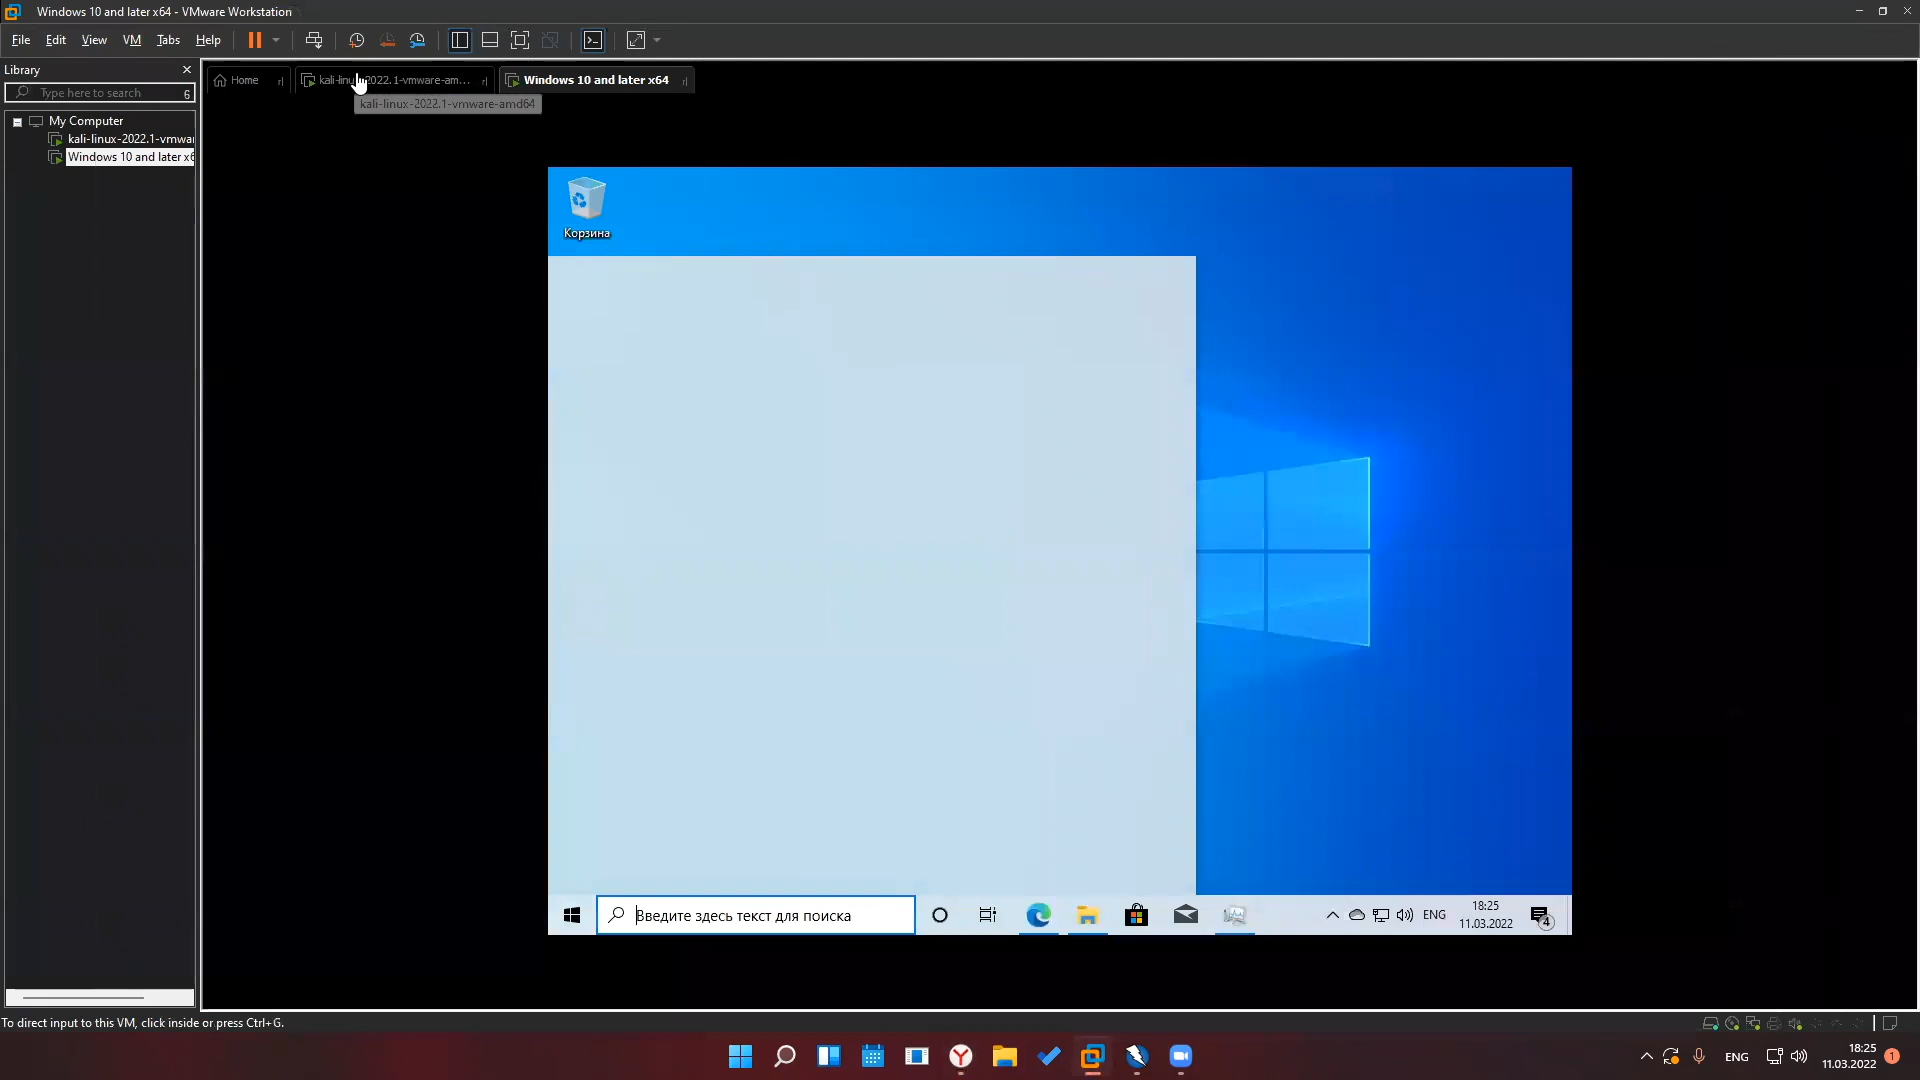 Windows 10 and later x64 - VMware Workstation
File Edit View VM Tabs Help
Library
Type here to search
Home
kali-linux-2022.1-vmware-am...
Windows 10 and later x64
kali-linux-2022.1-vmware-amd64
My Computer
kali-linux-2022.1-vmwar
Windows 10 and later x6
Корзина
Введите здесь текст для поиска
ENG
18:25
11.03.2022
4
To direct input to this VM, click inside or press Ctrl+G.
ENG
18:25
11.03.2022
1